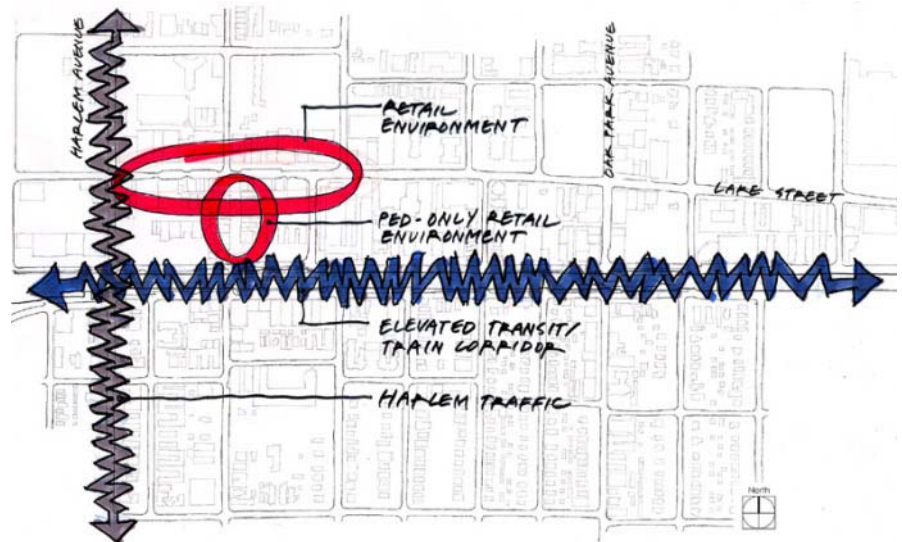 HARLEM AVENUE
OAK PARK AVENUE
RETAIL
ENVIRONMENT
LAKE STREET
PED-ONLY RETAIL
ENVIRONMENT
ELEVATED TRANSIT/
TRAIN CORRIDOR
HARLEM TRAFFIC
North